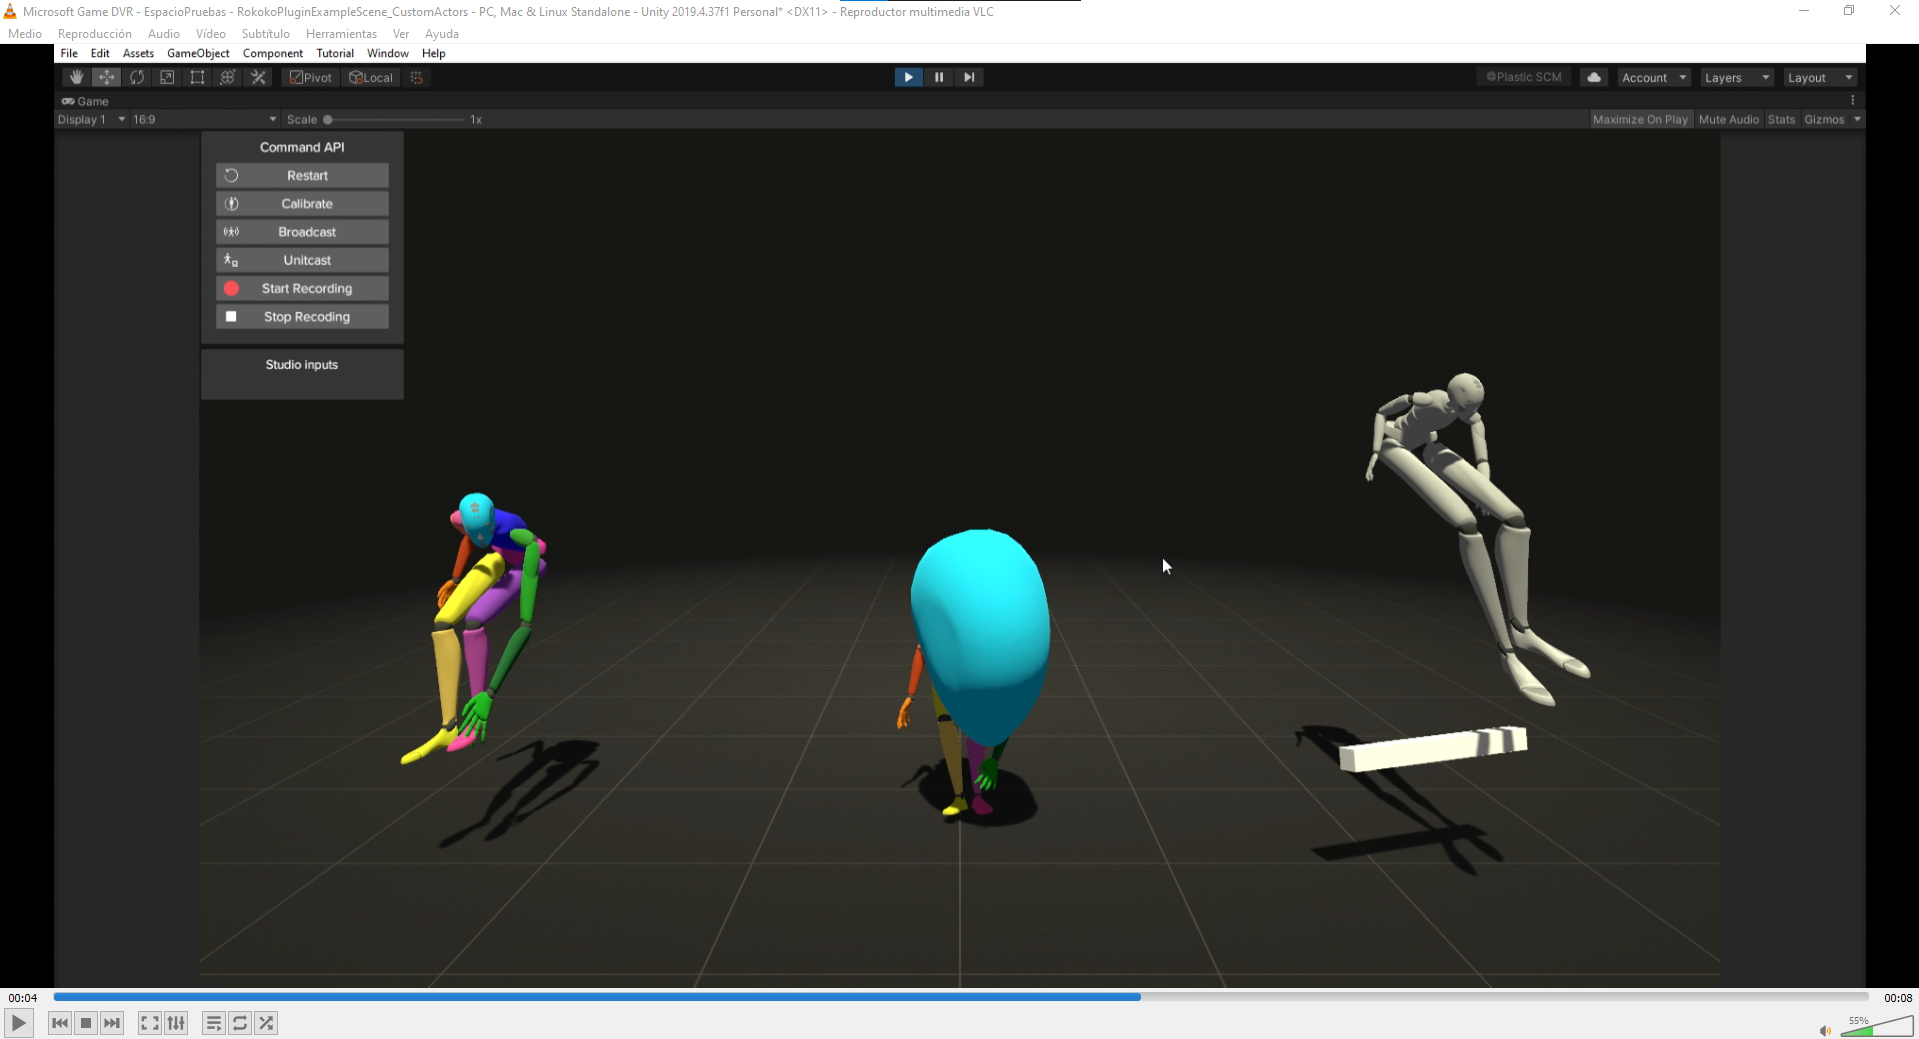 Microsoft Game DVR - EspacioPruebas - RokokoPluginExampleScene_CustomActors - PC, Mac & Linux Standalone - Unity 2019.4.37f1 Personal* <DX11> - Reproductor multimedia VLC
Medio Reproducción Audio Vídeo Subtítulo Herramientas Ver Ayuda
File Edit Assets GameObject Component Tutorial Window Help
Pivot Local Plastic SCM Account Layers Layout
Game
Display 1 16:9 Scale 1x Maximize On Play Mute Audio Stats Gizmos
Command API
Restart
Calibrate
Broadcast
Unitcast
Start Recording
Stop Recoding
Studio inputs
00:04 00:08
55%